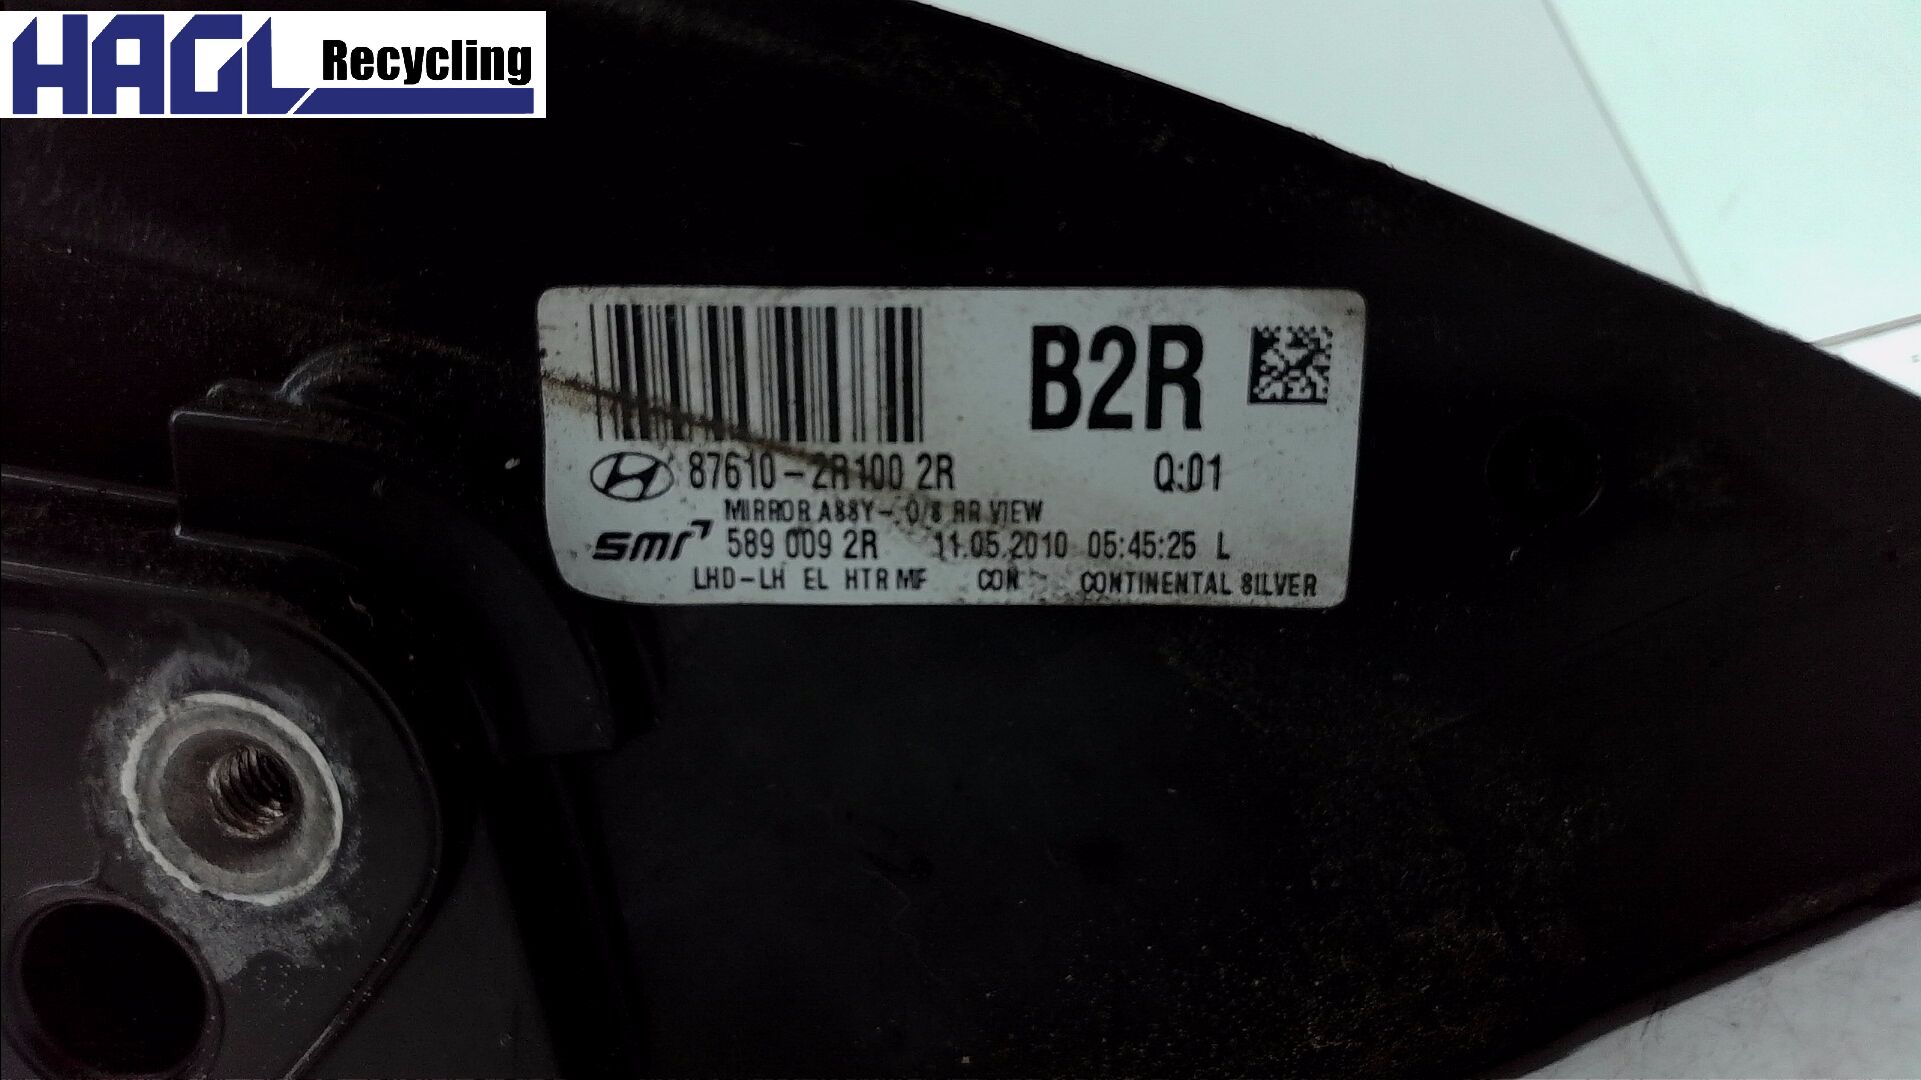 HAGL Recycling
B2R
87610-2R100 2R Q:01
MIRROR ASSY- O/S RR VIEW
smr 589 009 2R 11.05.2010 05:45:25 L
LHD-LH EL HTR MF CON CONTINENTAL SILVER